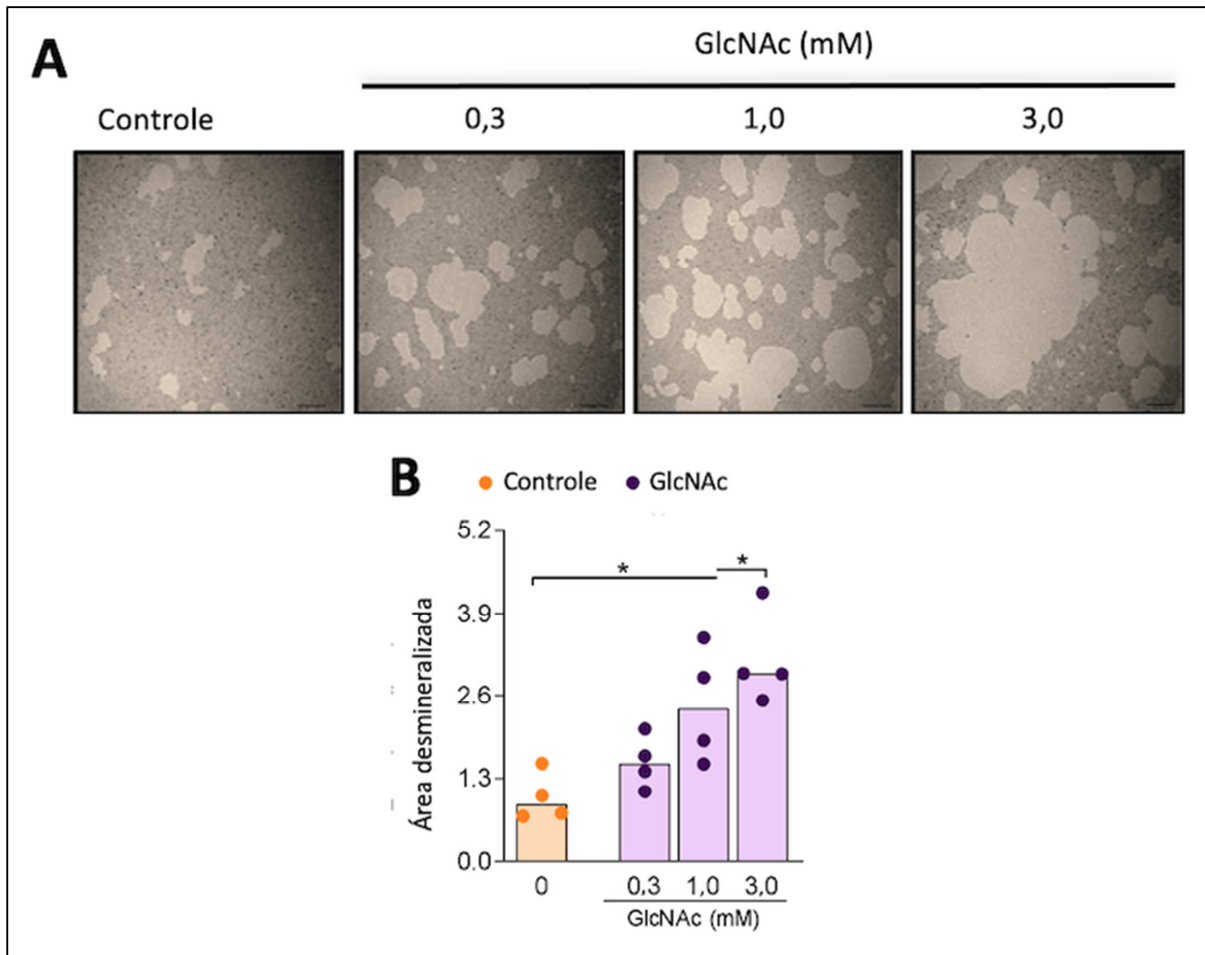 A
GlcNAc (mM)
Controle 0,3 1,0 3,0
B
Controle GlcNAc
5.2
* *
3.9
2.6
1.3
0.0
Área desmineralizada
0 0,3 1,0 3,0
GlcNAc (mM)